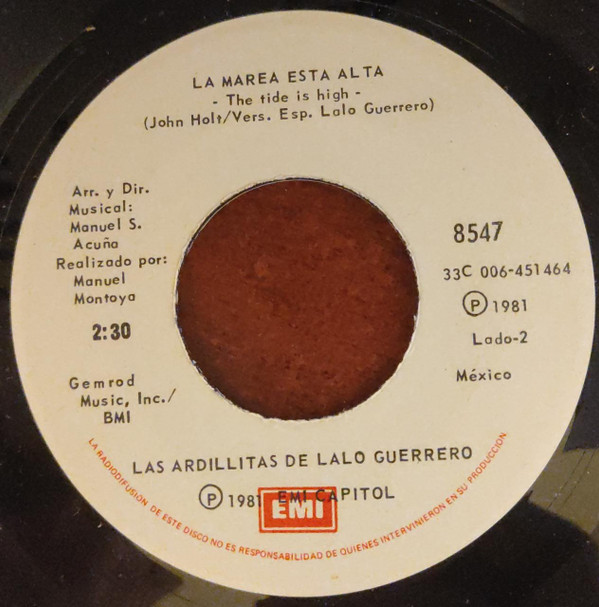 LA MAREA ESTA ALTA
- The tide is high -
(John Holt/Vers. Esp. Lalo Guerrero)
Arr. y Dir.
Musical:
Manuel S.
Acuña
Realizado por:
Manuel
Montoya
2:30
Gemrod
Music, Inc./
BMI
8547
33C 006-451464
Ⓟ 1981
Lado-2
México
LAS ARDILLITAS DE LALO GUERRERO
Ⓟ 1981 EMI CAPITOL
EMI
LA RADIODIFUSIÓN DE ESTE DISCO NO ES RESPONSABILIDAD DE QUIENES INTERVINIERON EN SU PRODUCCION